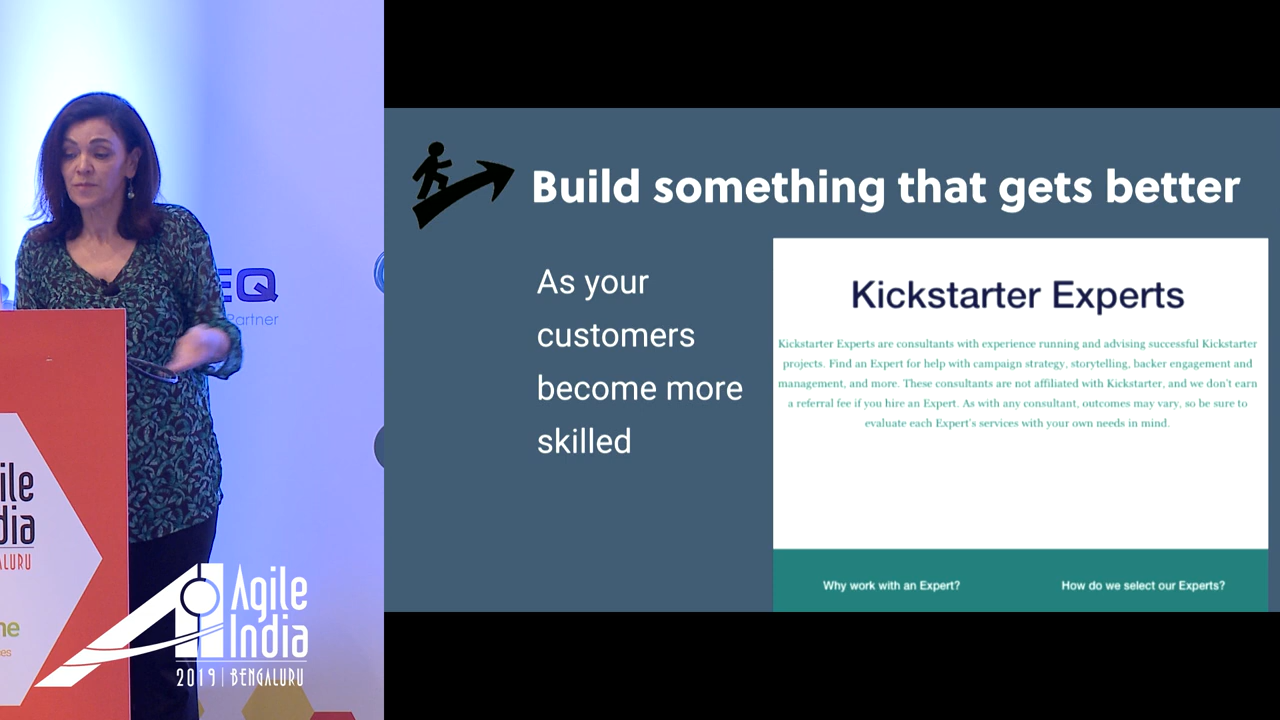 EQ
Partner
ile
dia
ALURU
ne
es
Agile
India
2019 | BENGALURU
Build something that gets better
As your
customers
become more
skilled
Kickstarter Experts
Kickstarter Experts are consultants with experience running and advising successful Kickstarter
projects. Find an Expert for help with campaign strategy, storytelling, backer engagement and
management, and more. These consultants are not affiliated with Kickstarter, and we don't earn
a referral fee if you hire an Expert. As with any consultant, outcomes may vary, so be sure to
evaluate each Expert's services with your own needs in mind.
Why work with an Expert?
How do we select our Experts?